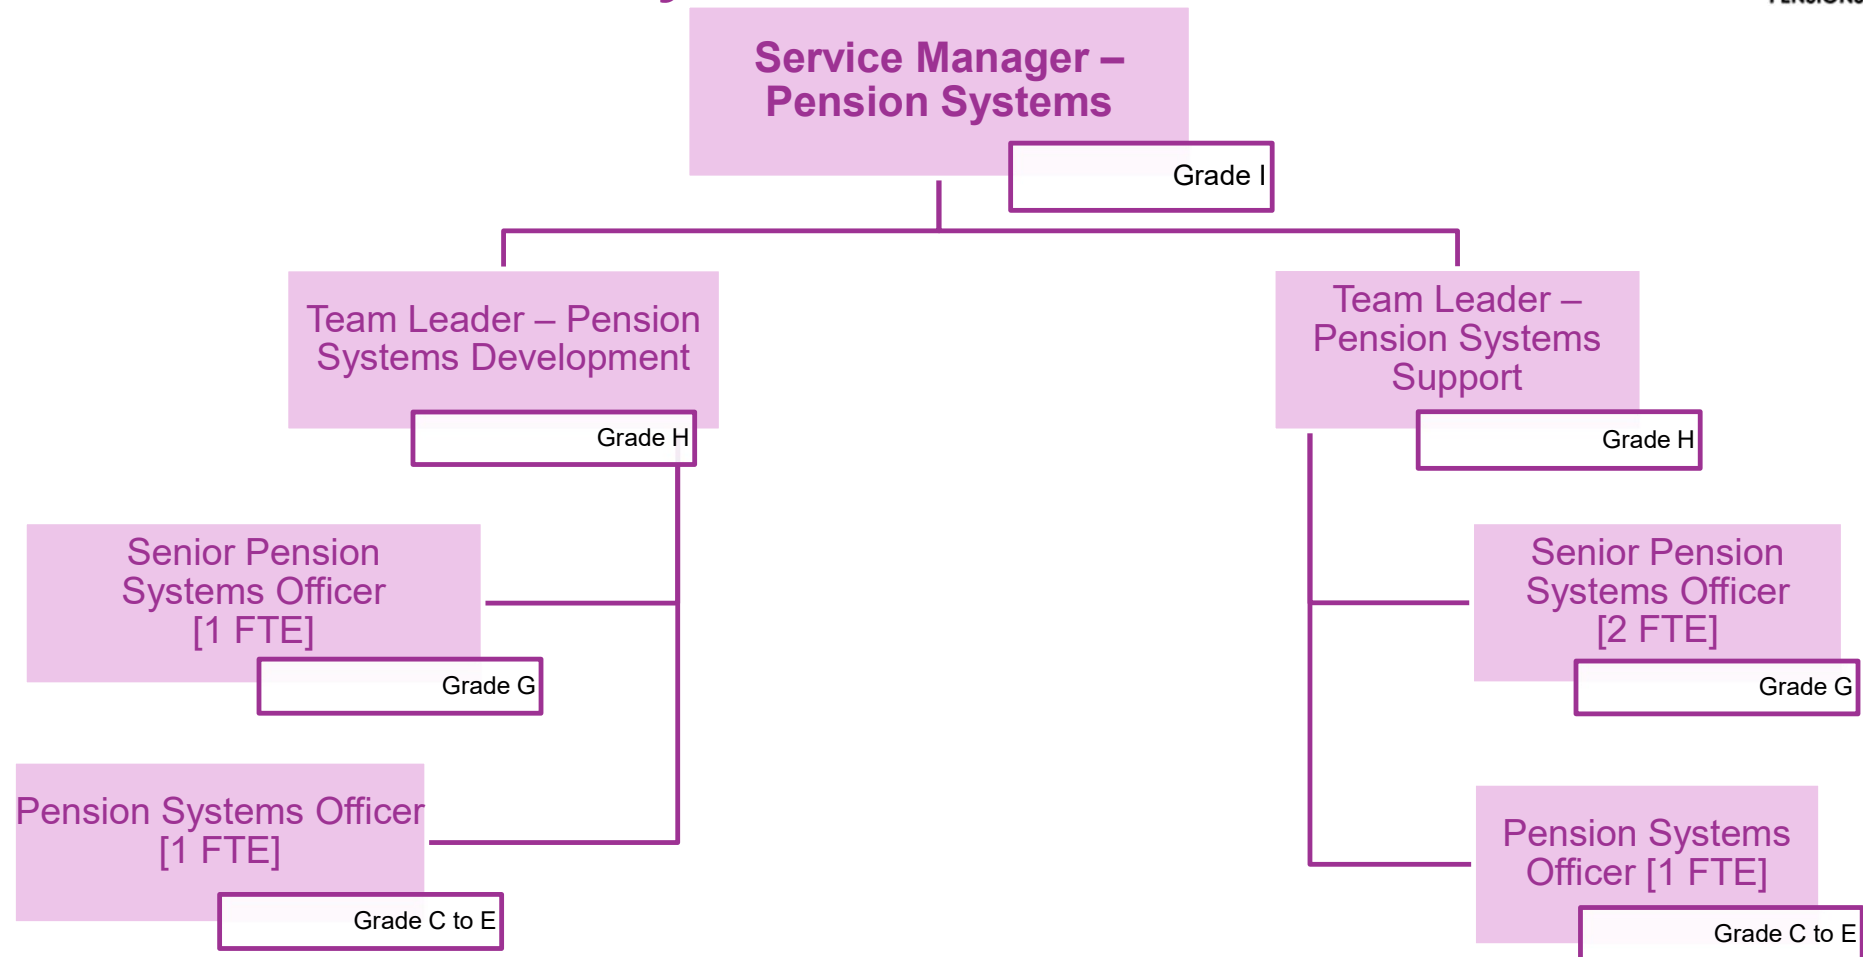 PENSIONS
Service Manager –
Pension Systems
Grade I
Team Leader – Pension
Systems Development
Grade H
Team Leader –
Pension Systems
Support
Grade H
Senior Pension
Systems Officer
[1 FTE]
Grade G
Senior Pension
Systems Officer
[2 FTE]
Grade G
Pension Systems Officer
[1 FTE]
Grade C to E
Pension Systems
Officer [1 FTE]
Grade C to E